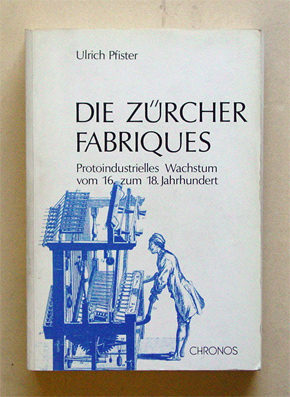 Ulrich Pfister
DIE ZÜRCHER
FABRIQUES
Protoindustrielles Wachstum
vom 16. zum 18. Jahrhundert
CHRONOS